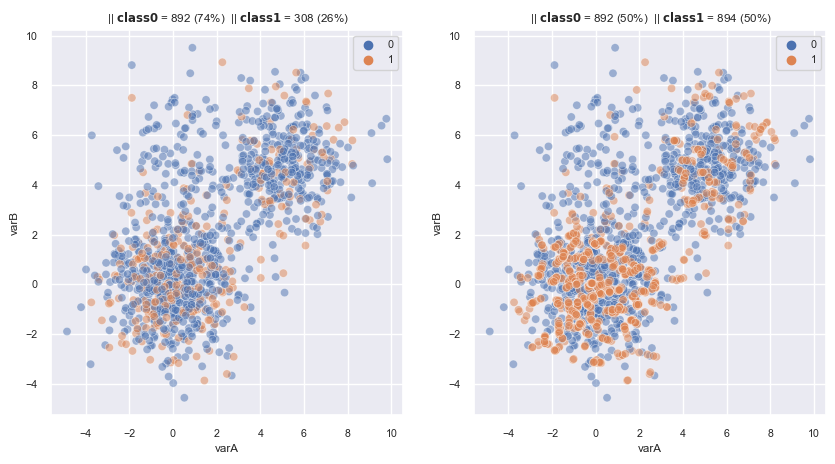 || class0 = 892 (74%) || class1 = 308 (26%)
0
1
10
8
6
4
2
0
−2
−4
varB
−4 −2 0 2 4 6 8 10
varA
|| class0 = 892 (50%) || class1 = 894 (50%)
0
1
10
8
6
4
2
0
−2
−4
varB
−4 −2 0 2 4 6 8 10
varA